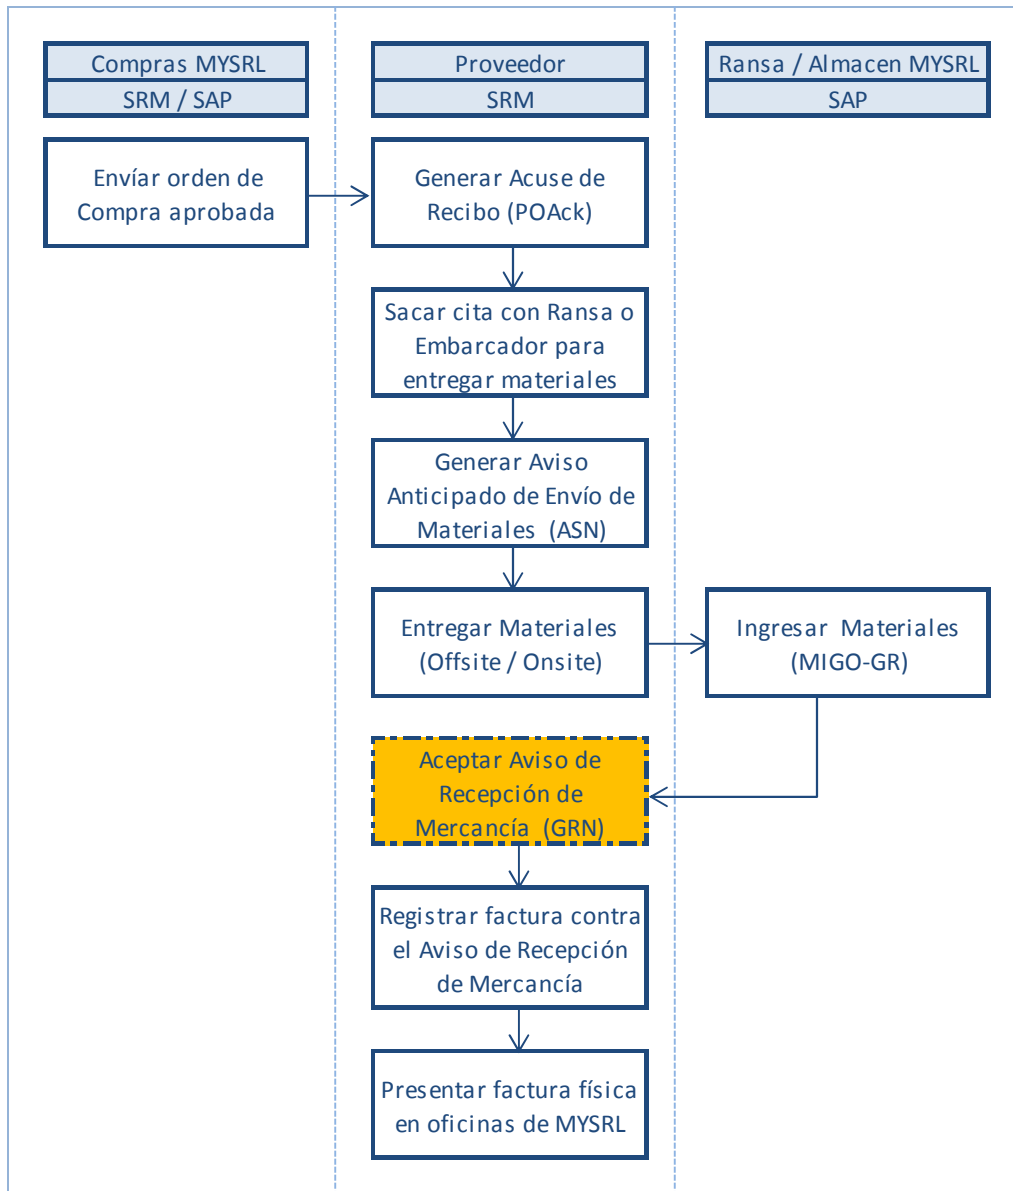 Compras MYSRL
SRM / SAP
Proveedor
SRM
Ransa / Almacen MYSRL
SAP
Envíar orden de
Compra aprobada
Generar Acuse de
Recibo (POAck)
Sacar cita con Ransa o
Embarcador para
entregar materiales
Generar Aviso
Anticipado de Envío de
Materiales (ASN)
Entregar Materiales
(Offsite / Onsite)
Ingresar Materiales
(MIGO-GR)
Aceptar Aviso de
Recepción de
Mercancía (GRN)
Registrar factura contra
el Aviso de Recepción
de Mercancía
Presentar factura física
en oficinas de MYSRL